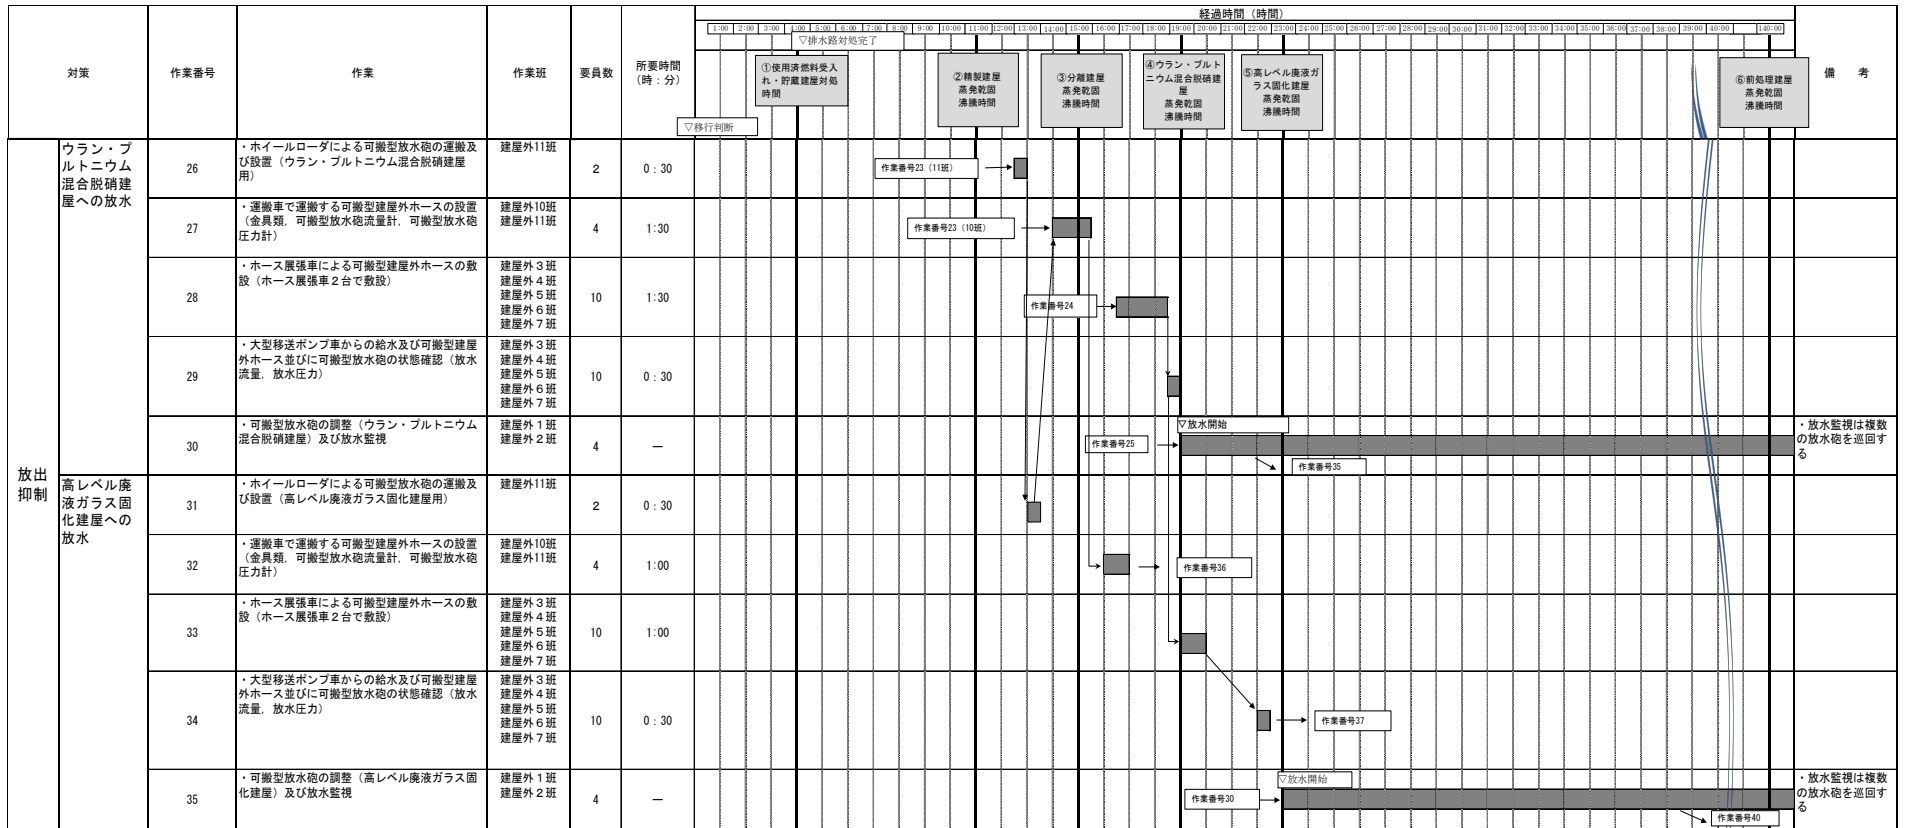 経過時間（時間）
1:00 2:00 3:00 4:00 5:00 6:00 7:00 8:00 9:00 10:00 11:00 12:00 13:00 14:00 15:00 16:00 17:00 18:00 19:00 20:00 21:00 22:00 23:00 24:00 25:00 26:00 27:00 28:00 29:00 30:00 31:00 32:00 33:00 34:00 35:00 36:00 37:00 38:00 39:00 40:00 140:00
▽排水路対処完了
対策
作業番号
作業
作業班
要員数
所要時間
（時：分）
①使用済燃料受入
れ・貯蔵建屋対処
時間
②精製建屋
蒸発乾固
沸騰時間
③分離建屋
蒸発乾固
沸騰時間
④ウラン・プルト
ニウム混合脱硝建
屋
蒸発乾固
沸騰時間
⑤高レベル廃液ガ
ラス固化建屋
蒸発乾固
沸騰時間
⑥前処理建屋
蒸発乾固
沸騰時間
備　考
▽移行判断
放出
抑制
ウラン・プ
ルトニウム
混合脱硝建
屋への放水
26
・ホイールローダによる可搬型放水砲の運搬及
び設置（ウラン・プルトニウム混合脱硝建屋
用）
建屋外11班
2
0：30
作業番号23（11班）
27
・運搬車で運搬する可搬型建屋外ホースの設置
（金具類，可搬型放水砲流量計，可搬型放水砲
圧力計）
建屋外10班
建屋外11班
4
1:30
作業番号23（10班）
28
・ホース展張車による可搬型建屋外ホースの敷
設（ホース展張車２台で敷設）
建屋外３班
建屋外４班
建屋外５班
建屋外６班
建屋外７班
10
1:30
作業番号24
29
・大型移送ポンプ車からの給水及び可搬型建屋
外ホース並びに可搬型放水砲の状態確認（放水
流量，放水圧力）
建屋外３班
建屋外４班
建屋外５班
建屋外６班
建屋外７班
10
0：30
30
・可搬型放水砲の調整（ウラン・プルトニウム
混合脱硝建屋）及び放水監視
建屋外１班
建屋外２班
4
―
▽放水開始
作業番号25
作業番号35
・放水監視は複数
の放水砲を巡回す
る
高レベル廃
液ガラス固
化建屋への
放水
31
・ホイールローダによる可搬型放水砲の運搬及
び設置（高レベル廃液ガラス固化建屋用）
建屋外11班
2
0：30
32
・運搬車で運搬する可搬型建屋外ホースの設置
（金具類，可搬型放水砲流量計，可搬型放水砲
圧力計）
建屋外10班
建屋外11班
4
1:00
作業番号36
33
・ホース展張車による可搬型建屋外ホースの敷
設（ホース展張車２台で敷設）
建屋外３班
建屋外４班
建屋外５班
建屋外６班
建屋外７班
10
1:00
34
・大型移送ポンプ車からの給水及び可搬型建屋
外ホース並びに可搬型放水砲の状態確認（放水
流量，放水圧力）
建屋外３班
建屋外４班
建屋外５班
建屋外６班
建屋外７班
10
0：30
作業番号37
35
・可搬型放水砲の調整（高レベル廃液ガラス固
化建屋）及び放水監視
建屋外１班
建屋外２班
4
―
▽放水開始
作業番号30
作業番号40
・放水監視は複数
の放水砲を巡回す
る